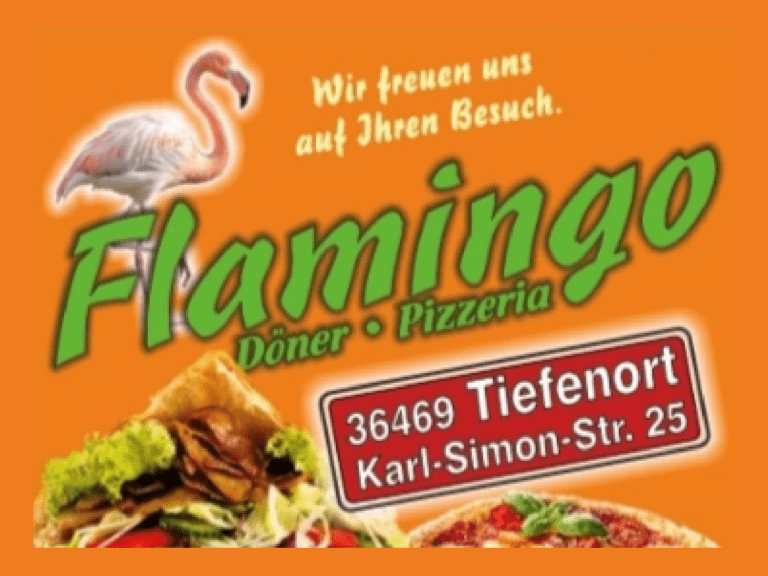 Wir freuen uns
auf Ihren Besuch.
Flamingo
Döner • Pizzeria
36469 Tiefenort
Karl-Simon-Str. 25